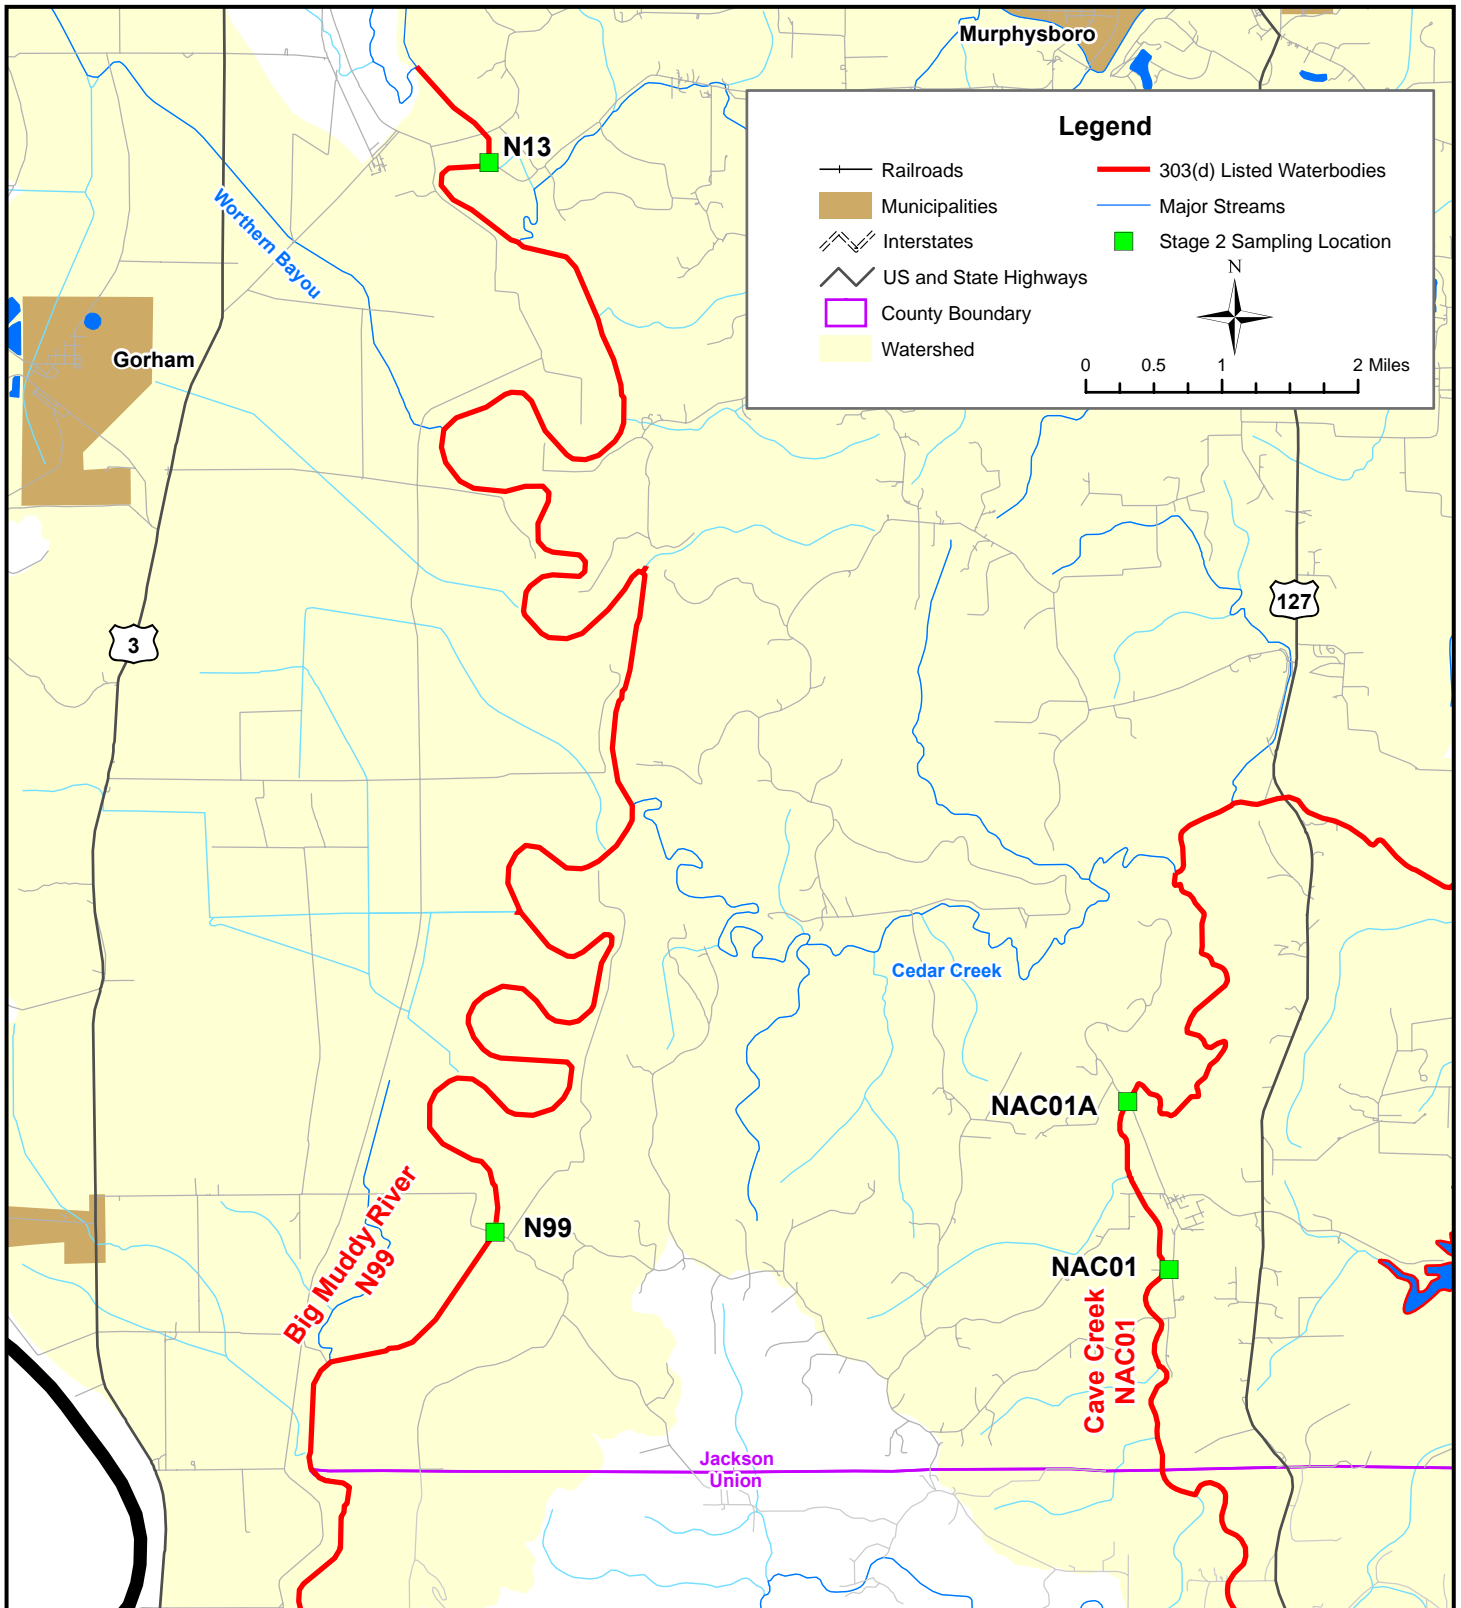 Murphysboro
Legend
Railroads
Municipalities
Interstates
US and State Highways
County Boundary
Watershed
303(d) Listed Waterbodies
Major Streams
Stage 2 Sampling Location
N
0 0.5 1 2 Miles
N13
Worthern Bayou
Gorham
3
127
Cedar Creek
NAC01A
N99
Big Muddy River
N99
NAC01
Cave Creek
NAC01
Jackson
Union